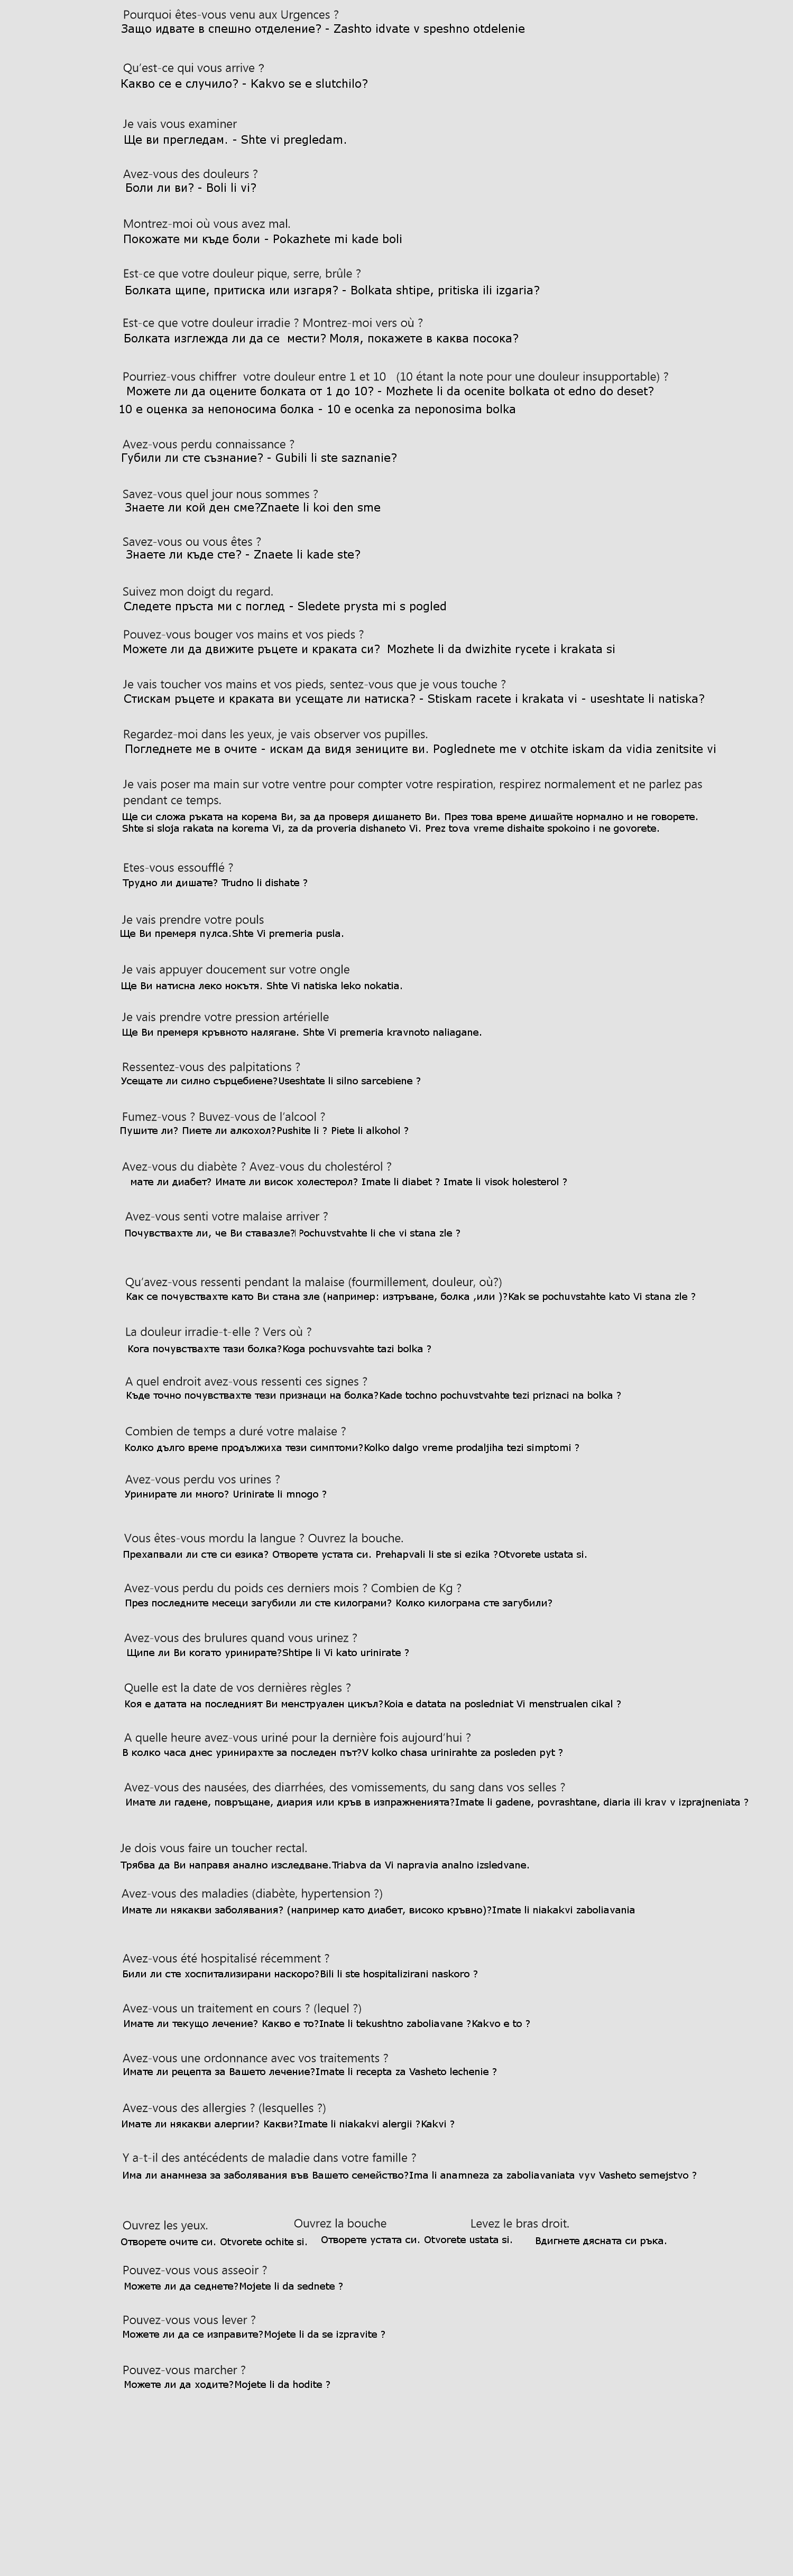 Pourquoi êtes-vous venu aux Urgences ?
Защо идвате в спешно отделение? - Zashto idvate v speshno otdelenie
Qu'est-ce qui vous arrive ?
Какво се е случило? - Kakvo se e slutchilo?
Je vais vous examiner
Ще ви прегледам. - Shte vi pregledam.
Avez-vous des douleurs ?
Боли ли ви? - Boli li vi?
Montrez-moi où vous avez mal.
Покожате ми къде боли - Pokazhete mi kade boli
Est-ce que votre douleur pique, serre, brûle ?
Болката щипе, притиска или изгаря? - Bolkata shtipe, pritiska ili izgaria?
Est-ce que votre douleur irradie ? Montrez-moi vers où ?
Болката изглежда ли да се мести? Моля, покажете в каква посока?
Pourriez-vous chiffrer votre douleur entre 1 et 10 (10 étant la note pour une douleur insupportable) ?
Можете ли да оцените болката от 1 до 10? - Mozhete li da ocenite bolkata ot edno do deset?
10 е оценка за непоносима болка - 10 e ocenka za neponosima bolka
Avez-vous perdu connaissance ?
Губили ли сте съзнание? - Gubili li ste saznanie?
Savez-vous quel jour nous sommes ?
Знаете ли кой ден сме?Znaete li koi den sme
Savez-vous ou vous êtes ?
Знаете ли къде сте? - Znaete li kade ste?
Suivez mon doigt du regard.
Следете пръста ми с поглед - Sledete prysta mi s pogled
Pouvez-vous bouger vos mains et vos pieds ?
Можете ли да движите ръцете и краката си? Mozhete li da dwizhite rycete i krakata si
Je vais toucher vos mains et vos pieds, sentez-vous que je vous touche ?
Стискам ръцете и краката ви усещате ли натиска? - Stiskam racete i krakata vi - useshtate li natiska?
Regardez-moi dans les yeux, je vais observer vos pupilles.
Погледнете ме в очите - искам да видя зениците ви. Poglednete me v otchite iskam da vidia zenitsite vi
Je vais poser ma main sur votre ventre pour compter votre respiration, respirez normalement et ne parlez pas
pendant ce temps.
Ще си сложа ръката на корема Ви, за да проверя дишането Ви. През това време дишайте нормално и не говорете.
Shte si sloja rakata na korema Vi, za da proveria dishaneto Vi. Prez tova vreme dishaite spokoino i ne govorete.
Etes-vous essoufflé ?
Трудно ли дишате? Trudno li dishate ?
Je vais prendre votre pouls
Ще Ви премеря пулса.Shte Vi premeria pusla.
Je vais appuyer doucement sur votre ongle
Ще Ви натисна леко нокътя. Shte Vi natiska leko nokatia.
Je vais prendre votre pression artérielle
Ще Ви премеря кръвното налягане. Shte Vi premeria kravnoto naliagane.
Ressentez-vous des palpitations ?
Усещате ли силно сърцебиене?Useshtate li silno sarcebiene ?
Fumez-vous ? Buvez-vous de l'alcool ?
Пушите ли? Пиете ли алкохол?Pushite li ? Piete li alkohol ?
Avez-vous du diabète ? Avez-vous du cholestérol ?
мате ли диабет? Имате ли висок холестерол? Imate li diabet ? Imate li visok holesterol ?
Avez-vous senti votre malaise arriver ?
Почувствахте ли, че Ви ставазле? Pochuvstvahte li che vi stana zle ?
Qu'avez-vous ressenti pendant la malaise (fourmillement, douleur, où?)
Как се почувствахте като Ви стана зле (например: изтръване, болка ,или )?Kak se pochuvstahte kato Vi stana zle ?
La douleur irradie-t-elle ? Vers où ?
Кога почувствахте тази болка?Koga pochuvsvahte tazi bolka ?
A quel endroit avez-vous ressenti ces signes ?
Къде точно почувствахте тези признаци на болка?Kade tochno pochuvstvahte tezi priznaci na bolka ?
Combien de temps a duré votre malaise ?
Колко дълго време продължиха тези симптоми?Kolko dalgo vreme prodaljiha tezi simptomi ?
Avez-vous perdu vos urines ?
Уринирате ли много? Urinirate li mnogo ?
Vous êtes-vous mordu la langue ? Ouvrez la bouche.
Прехапвали ли сте си езика? Отворете устата си. Prehapvali li ste si ezika ?Otvorete ustata si.
Avez-vous perdu du poids ces derniers mois ? Combien de Kg ?
През последните месеци загубили ли сте килограми? Колко килограма сте загубили?
Avez-vous des brulures quand vous urinez ?
Щипе ли Ви когато уринирате?Shtipe li Vi kato urinirate ?
Quelle est la date de vos dernières règles ?
Коя е датата на последният Ви менструален цикъл?Koia e datata na posledniat Vi menstrualen cikal ?
A quelle heure avez-vous uriné pour la dernière fois aujourd'hui ?
В колко часа днес уринирахте за последен път?V kolko chasa urinirahte za posleden pyt ?
Avez-vous des nausées, des diarrhées, des vomissements, du sang dans vos selles ?
Имате ли гадене, повръщане, диария или кръв в изпражненията?Imate li gadene, povrashtane, diaria ili krav v izprajneniata ?
Je dois vous faire un toucher rectal.
Трябва да Ви направя анално изследване.Triabva da Vi napravia analno izsledvane.
Avez-vous des maladies (diabète, hypertension ?)
Имате ли някакви заболявания? (например като диабет, високо кръвно)?Imate li niakakvi zaboliavania
Avez-vous été hospitalisé récemment ?
Били ли сте хоспитализирани наскоро?Bili li ste hospitalizirani naskoro ?
Avez-vous un traitement en cours ? (lequel ?)
Имате ли текущо лечение? Какво е то?Inate li tekushtno zaboliavane ?Kakvo e to ?
Avez-vous une ordonnance avec vos traitements ?
Имате ли рецепта за Вашето лечение?Imate li recepta za Vasheto lechenie ?
Avez-vous des allergies ? (lesquelles ?)
Имате ли някакви алергии? Какви?Imate li niakakvi alergii ?Kakvi ?
Y a-t-il des antécédents de maladie dans votre famille ?
Има ли анамнеза за заболявания във Вашето семейство?Ima li anamneza za zaboliavaniata vyv Vasheto semejstvo ?
Ouvrez les yeux. Ouvrez la bouche Levez le bras droit.
Отворете очите си. Otvorete ochite si. Отворете устата си. Otvorete ustata si. Вдигнете дясната си ръка.
Pouvez-vous vous asseoir ?
Можете ли да седнете?Mojete li da sednete ?
Pouvez-vous vous lever ?
Можете ли да се изправите?Mojete li da se izpravite ?
Pouvez-vous marcher ?
Можете ли да ходите?Mojete li da hodite ?